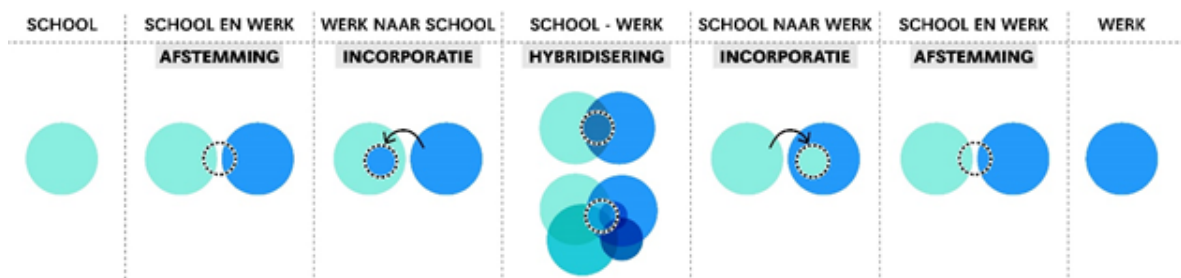 SCHOOL
SCHOOL EN WERK
WERK NAAR SCHOOL
SCHOOL - WERK
SCHOOL NAAR WERK
SCHOOL EN WERK
WERK
AFSTEMMING
INCORPORATIE
HYBRIDISERING
INCORPORATIE
AFSTEMMING